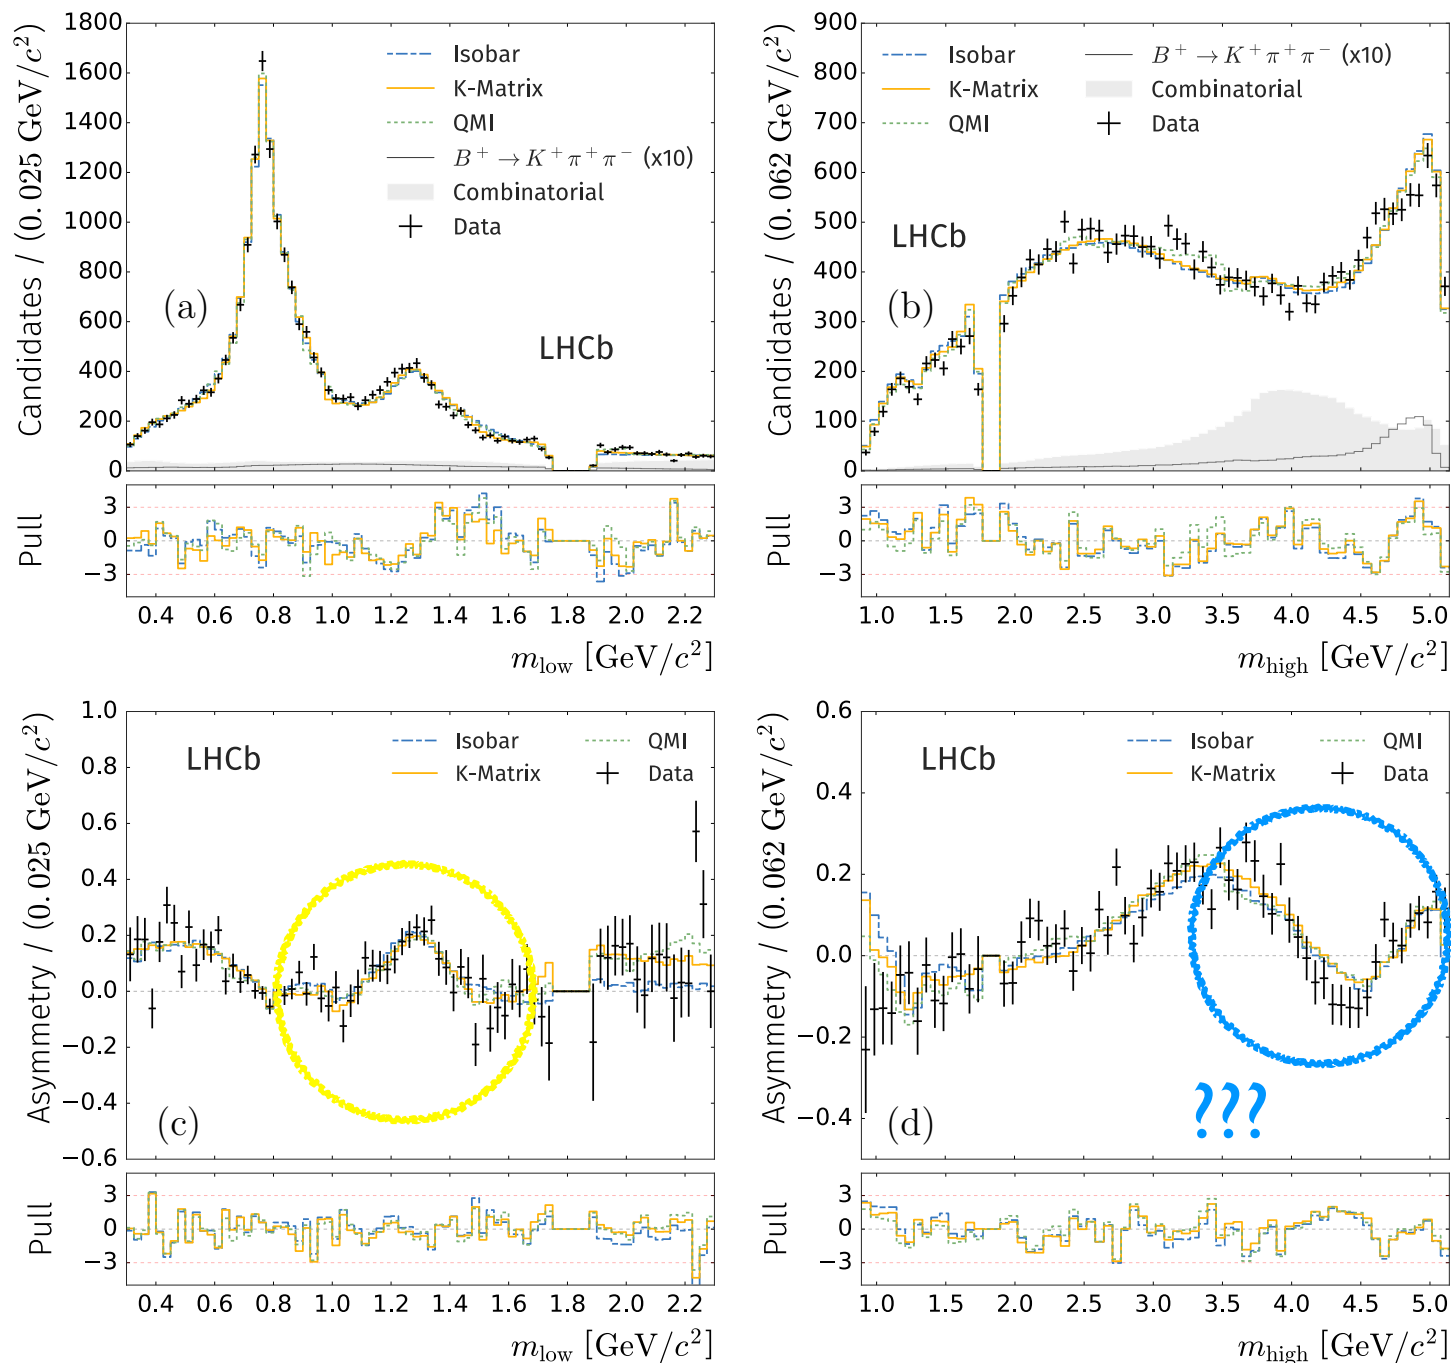 1800
1600
1400
1200
1000
800
600
400
200
0
Candidates / (0.025 GeV/c²)
Isobar
K-Matrix
QMI
B⁺ → K⁺π⁺π⁻ (x10)
Combinatorial
Data
(a)
LHCb
3
0
−3
Pull
0.4 0.6 0.8 1.0 1.2 1.4 1.6 1.8 2.0 2.2
m_low [GeV/c²]
900
800
700
600
500
400
300
200
100
0
Candidates / (0.062 GeV/c²)
Isobar
K-Matrix
QMI
B⁺ → K⁺π⁺π⁻ (x10)
Combinatorial
Data
LHCb
(b)
3
0
−3
Pull
1.0 1.5 2.0 2.5 3.0 3.5 4.0 4.5 5.0
m_high [GeV/c²]
1.0
0.8
0.6
0.4
0.2
0.0
−0.2
−0.4
−0.6
Asymmetry / (0.025 GeV/c²)
LHCb
Isobar
K-Matrix
QMI
Data
(c)
3
0
−3
Pull
0.4 0.6 0.8 1.0 1.2 1.4 1.6 1.8 2.0 2.2
m_low [GeV/c²]
0.6
0.4
0.2
0.0
−0.2
−0.4
Asymmetry / (0.062 GeV/c²)
LHCb
Isobar
K-Matrix
QMI
Data
???
(d)
3
0
−3
Pull
1.0 1.5 2.0 2.5 3.0 3.5 4.0 4.5 5.0
m_high [GeV/c²]